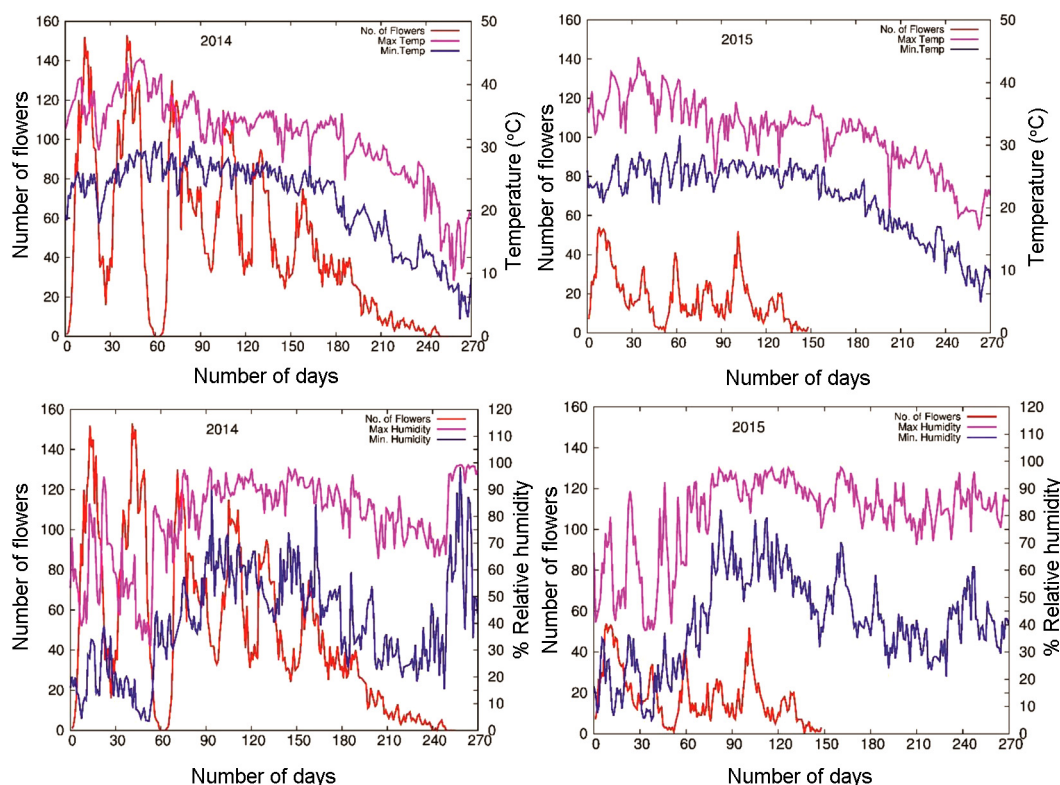 2014
No. of Flowers
Max Temp
Min.Temp
Number of flowers
160
140
120
100
80
60
40
20
0
50
40
30
20
10
0
Temperature (°C)
0 30 60 90 120 150 180 210 240 270
Number of days
2015
No. of Flowers
Max Temp
Min.Temp
Number of flowers
160
140
120
100
80
60
40
20
0
50
40
30
20
10
0
Temperature (°C)
0 30 60 90 120 150 180 210 240 270
Number of days
2014
No. of Flowers
Max Humidity
Min. Humidity
Number of flowers
160
140
120
100
80
60
40
20
0
120
110
100
90
80
70
60
50
40
30
20
10
0
% Relative humidity
0 30 60 90 120 150 180 210 240 270
Number of days
2015
No. of Flowers
Max Humidity
Min. Humidity
Number of flowers
160
140
120
100
80
60
40
20
0
120
110
100
90
80
70
60
50
40
30
20
10
0
% Relative humidity
0 30 60 90 120 150 180 210 240 270
Number of days